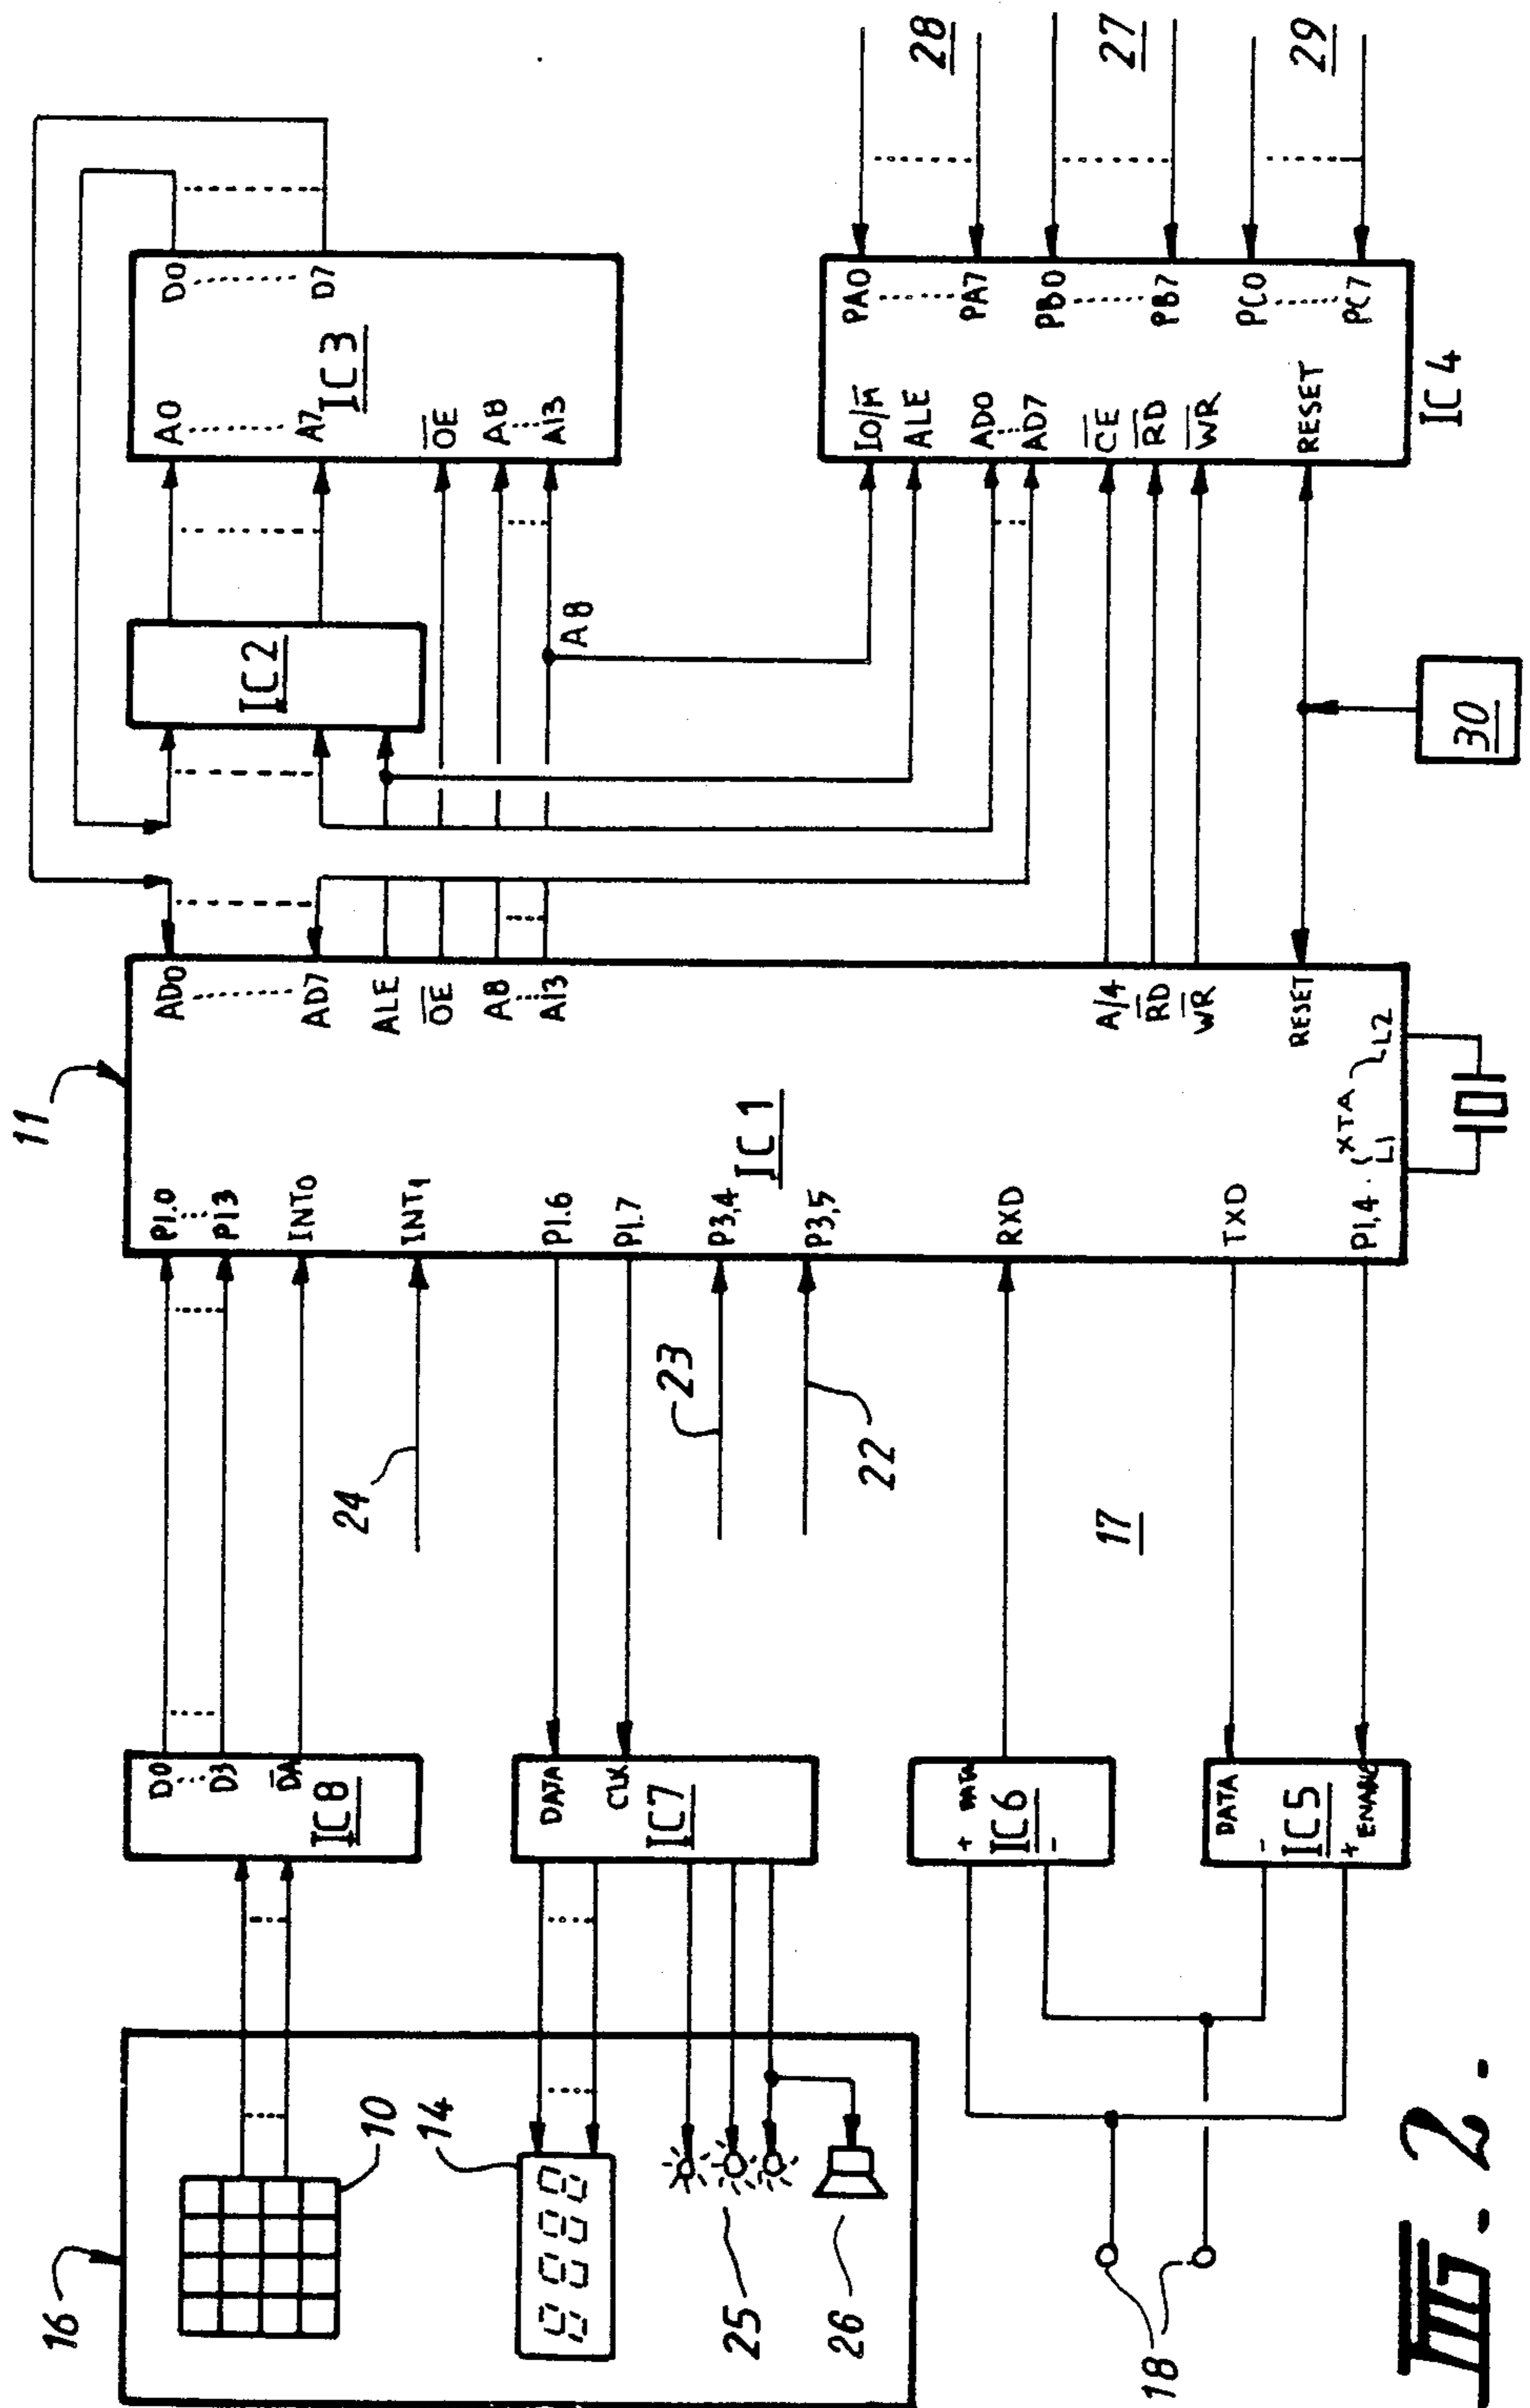 11
16
10
14
25
26
18
D0
D3
DA
IC8
DATA
CLK
IC7
+ DATA
IC6
-
DATA
-
IC5
+ ENABLE
24
23
22
17
P1.0
P1.3
INT0
INT1
P1.6
P1.7
P3,4
P3,5
RXD
TXD
P1,4
IC1
AD0
AD7
ALE
OE
A8
A13
A/4
RD
WR
RESET
XTA
L1
L2
IC2
A8
30
A0
A7
OE
A8
A13
IC3
D0
D7
IO/M
ALE
AD0
AD7
CE
RD
WR
RESET
PA0
PA7
PB0
PB7
PC0
PC7
IC4
28
27
29
FIG. 2.